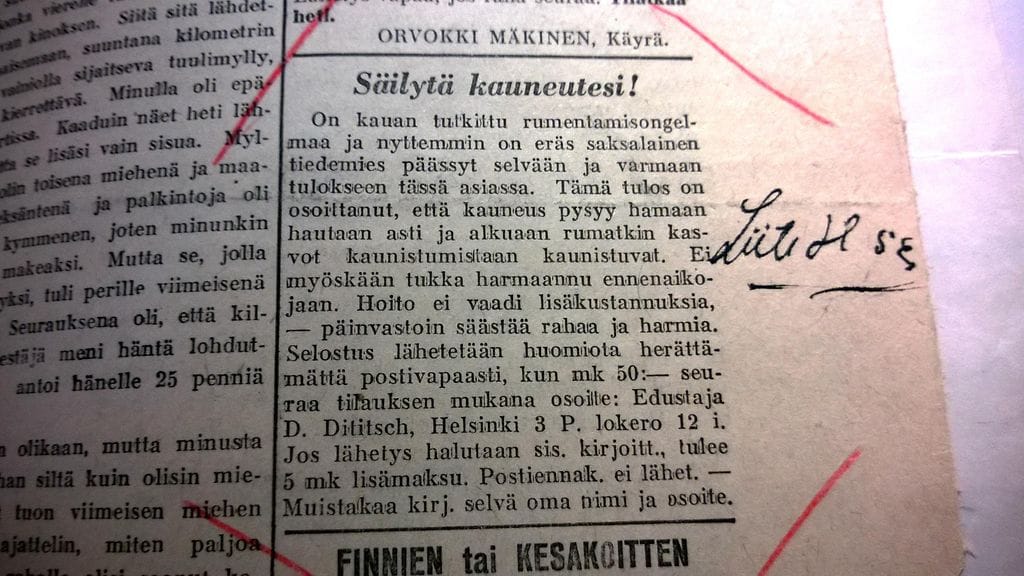 vierelle
van kinoksen. Siitä sitä lähdet-
suuntana kilometrin
sijaitseva tuulimylly,
kierrettävä. Minulla oli epä-
Kaaduin näet heti läh-
se lisäsi vain sisua. Myl-
olin toisena miehenä ja maa-
ja palkintoja oli
kymmenen, joten minunkin
makeaksi. Mutta se, jolla
tuli perille viimeisenä
Seurauksena oli, että kil-
meni häntä lohdut-
antoi hänelle 25 penniä
olikaan, mutta minusta
siltä kuin olisin mie-
tuon viimeisen miehen
ajattelin, miten paljoa
heti.
ORVOKKI MÄKINEN, Käyrä.
Säilytä kauneutesi!
On kauan tutkittu rumentamisongel-
maa ja nyttemmin on eräs saksalainen
tiedemies päässyt selvään ja varmaan
tulokseen tässä asiassa. Tämä tulos on
osoittanut, että kauneus pysyy hamaan
hautaan asti ja alkuaan rumatkin kas-
vot kaunistumistaan kaunistuvat. Ei
myöskään tukka harmaannu ennenaiko-
jaan. Hoito ei vaadi lisäkustannuksia,
— päinvastoin säästää rahaa ja harmia.
Selostus lähetetään huomiota herättä-
mättä postivapaasti, kun mk 50:— seu-
raa tilauksen mukana osoite: Edustaja
D. Dititsch, Helsinki 3 P. lokero 12 i.
Jos lähetys halutaan sis. kirjoitt., tulee
5 mk lisämaksu. Postiennak. ei lähet. —
Muistakaa kirj. selvä oma nimi ja osoite.
FINNIEN tai KESAKOITTEN
Liite